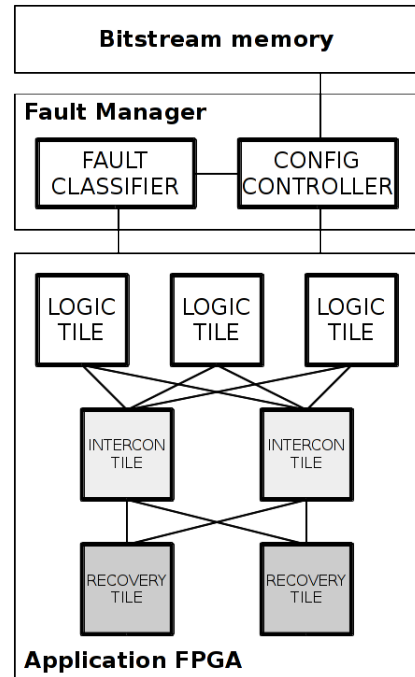 Bitstream memory
Fault Manager
FAULT
CLASSIFIER
CONFIG
CONTROLLER
LOGIC
TILE
LOGIC
TILE
LOGIC
TILE
INTERCON
TILE
INTERCON
TILE
RECOVERY
TILE
RECOVERY
TILE
Application FPGA